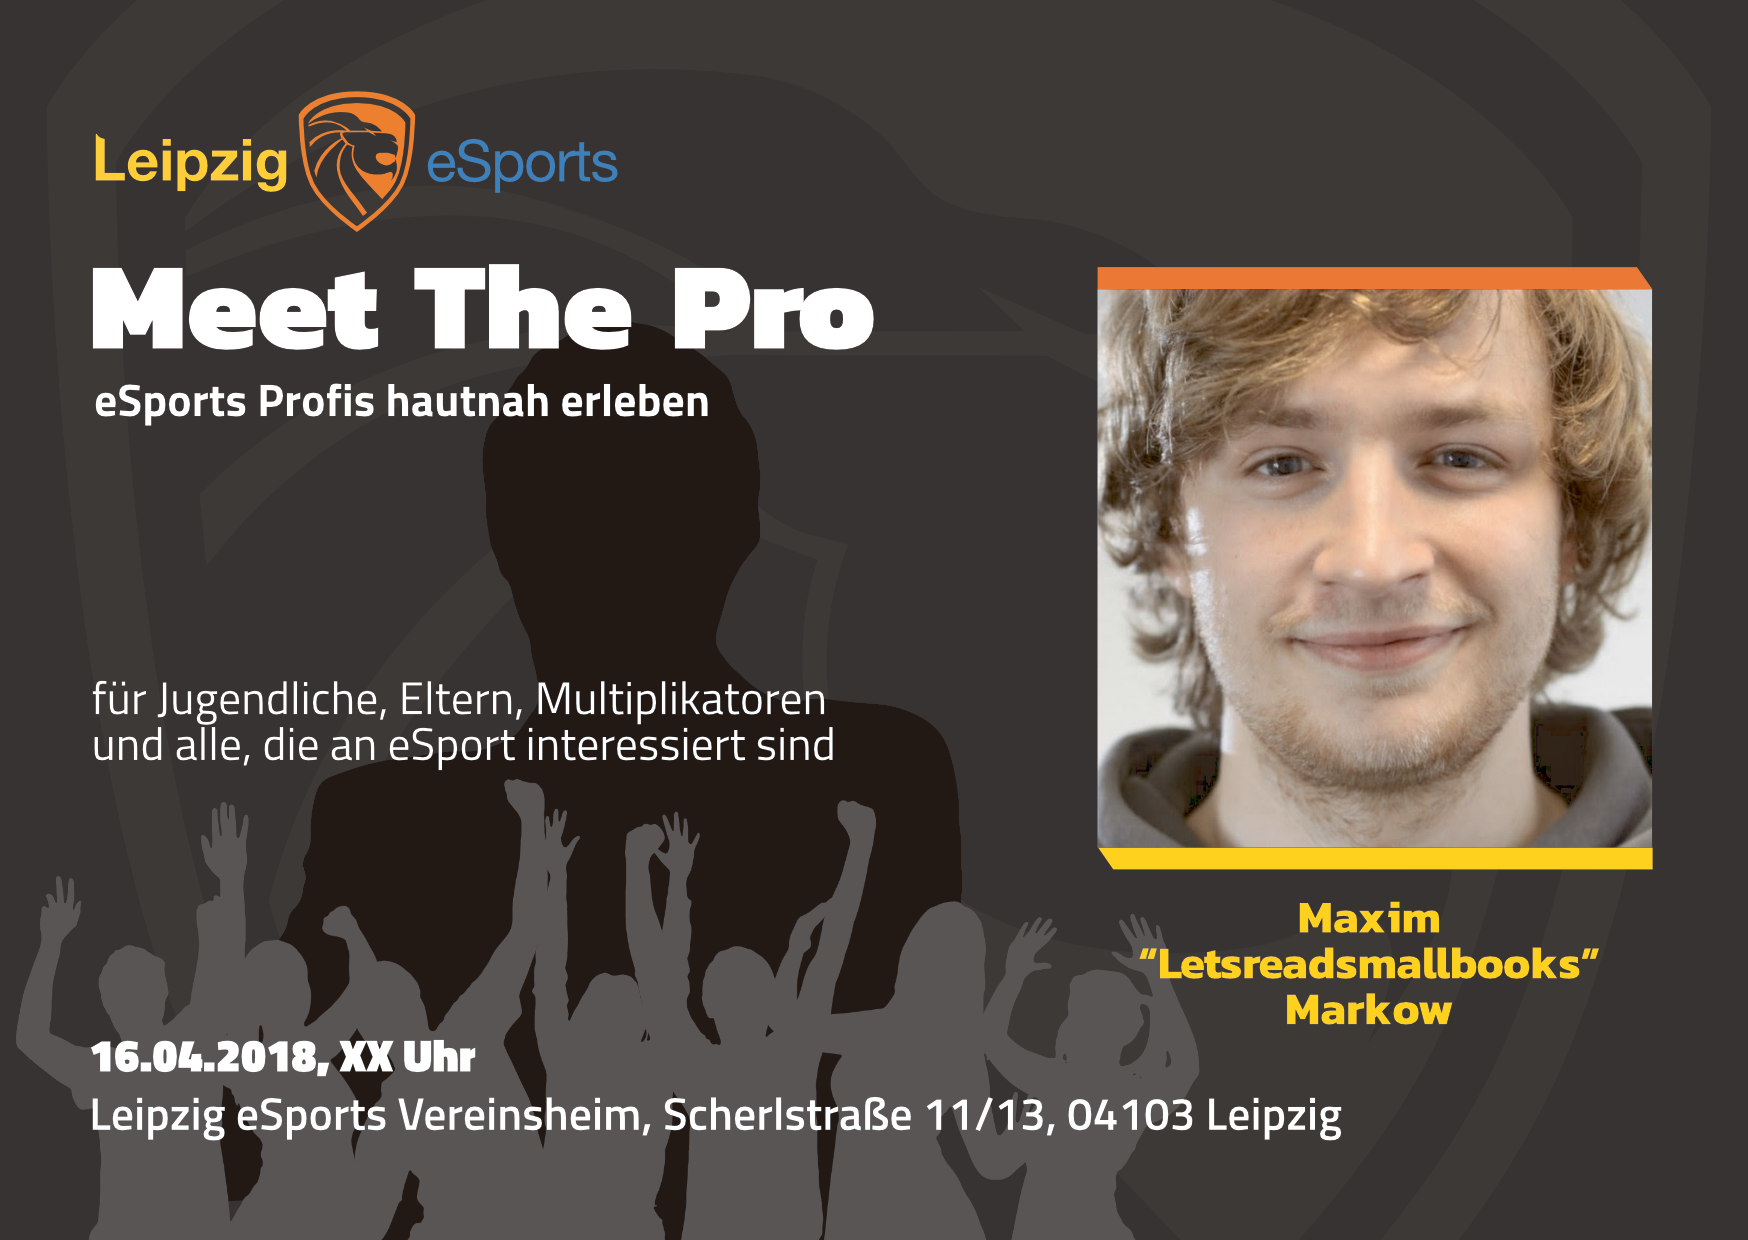 Leipzig eSports
Meet The Pro
eSports Profis hautnah erleben
für Jugendliche, Eltern, Multiplikatoren
und alle, die an eSport interessiert sind
Maxim
“Letsreadsmallbooks”
Markow
16.04.2018, XX Uhr
Leipzig eSports Vereinsheim, Scherlstraße 11/13, 04103 Leipzig